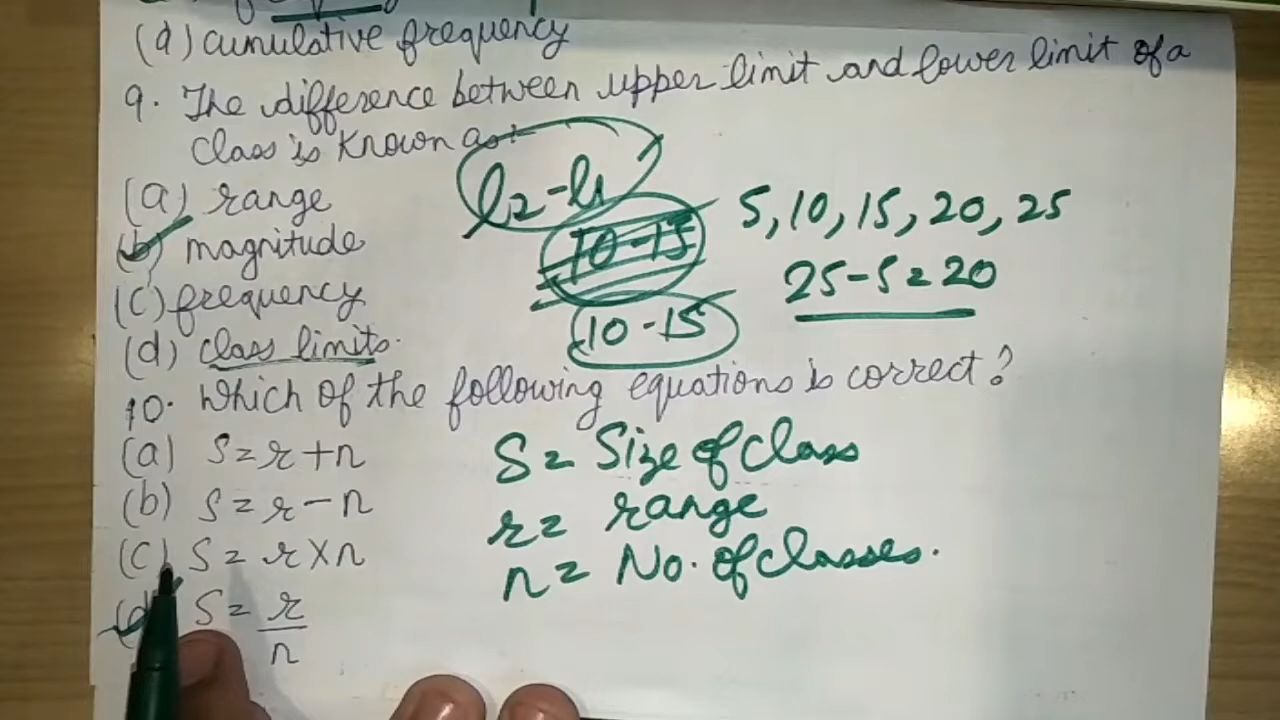 (d) cumulative frequency
9. The difference between upper limit and lower limit of a
class is known as:
(a) range
(b) magnitude
(c) frequency
(d) class limits.
l2-l1
10-15
10-15
5, 10, 15, 20, 25
25-5=20
10. Which of the following equations is correct?
(a) S=r+n
(b) S=r-n
(c) S=r×n
(d) S=r/n
S= Size of class
r= range
n= No. of classes.